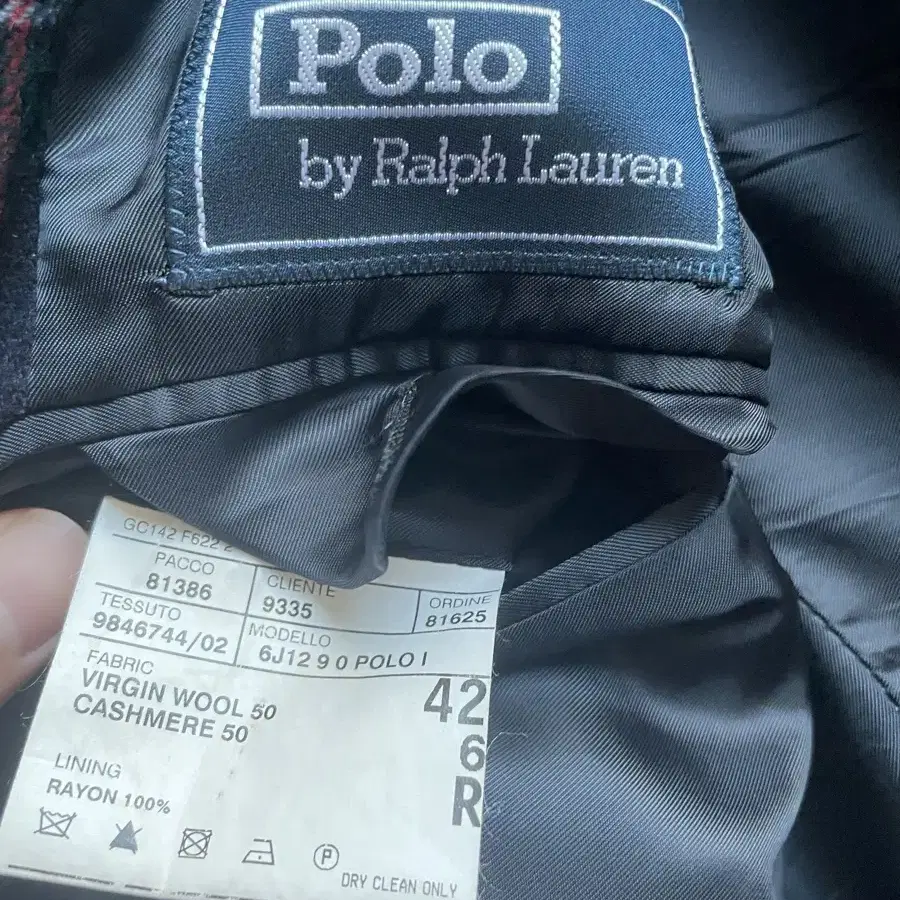 Polo
by Ralph Lauren
GC142 F622 2
PACCO
81386
CLIENTE
9335
ORDINE
81625
TESSUTO
9846744/02
MODELLO
6J12 9 0 POLO I
FABRIC
VIRGIN WOOL 50
CASHMERE 50
42
6
R
LINING
RAYON 100%
P
DRY CLEAN ONLY